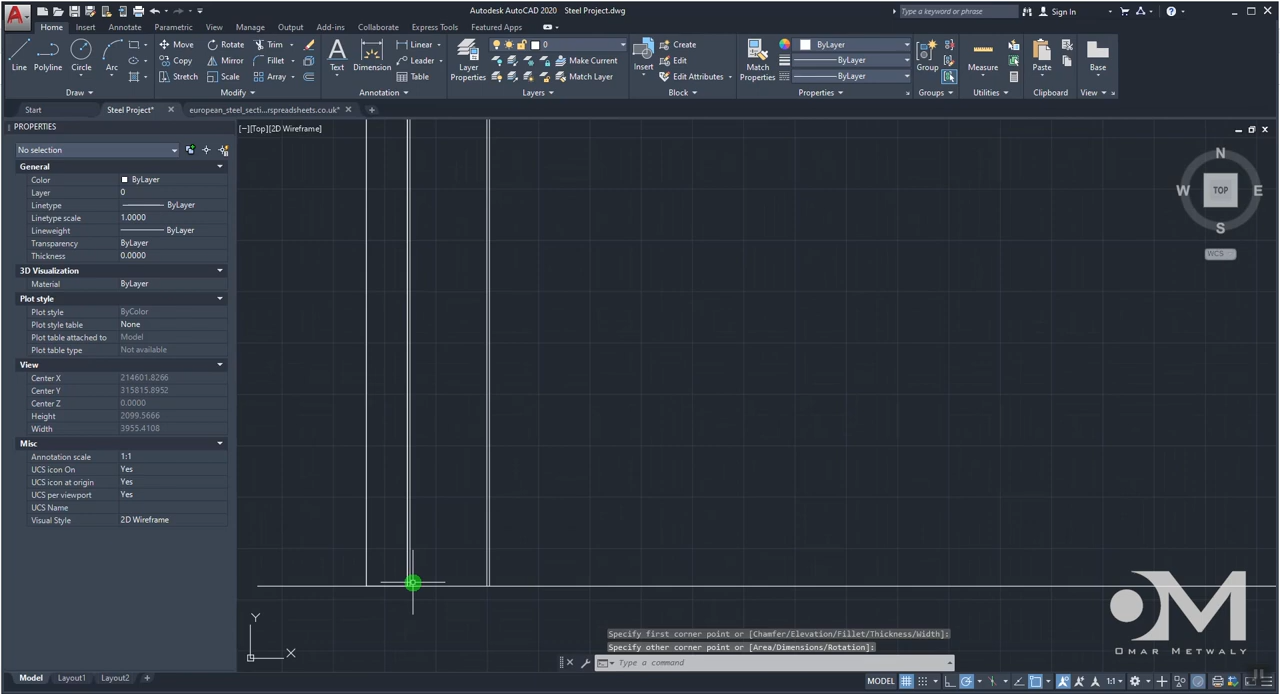 Autodesk AutoCAD 2020 Steel Project.dwg
Type a keyword or phrase
Sign In
Home Insert Annotate Parametric View Manage Output Add-ins Collaborate Express Tools Featured Apps
Line Polyline Circle Arc
Move Rotate Trim
Copy Mirror Fillet
Stretch Scale Array
Text Dimension
Linear
Leader
Table
Layer
Properties
0
Make Current
Match Layer
Insert
Create
Edit
Edit Attributes
Match
Properties
ByLayer
ByLayer
ByLayer
Group
Measure
Paste
Base
Draw Modify Annotation Layers Block Properties Groups Utilities Clipboard View
Start Steel Project* european_steel_secti...rspreadsheets.co.uk*
PROPERTIES
[−][Top][2D Wireframe]
No selection
General
Color ByLayer
Layer 0
Linetype ByLayer
Linetype scale 1.0000
Lineweight ByLayer
Transparency ByLayer
Thickness 0.0000
3D Visualization
Material ByLayer
Plot style
Plot style ByColor
Plot style table None
Plot table attached to Model
Plot table type Not available
View
Center X 214601.8266
Center Y 315815.8952
Center Z 0.0000
Height 2099.5666
Width 3955.4108
Misc
Annotation scale 1:1
UCS icon On Yes
UCS icon at origin Yes
UCS per viewport Yes
UCS Name
Visual Style 2D Wireframe
N
W TOP E
S
WCS
Y
X
Specify first corner point or [Chamfer/Elevation/Fillet/Thickness/Width]:
Specify other corner point or [Area/Dimensions/Rotation]:
Type a command
OM
OMAR METWALY
Model Layout1 Layout2
MODEL 1:1